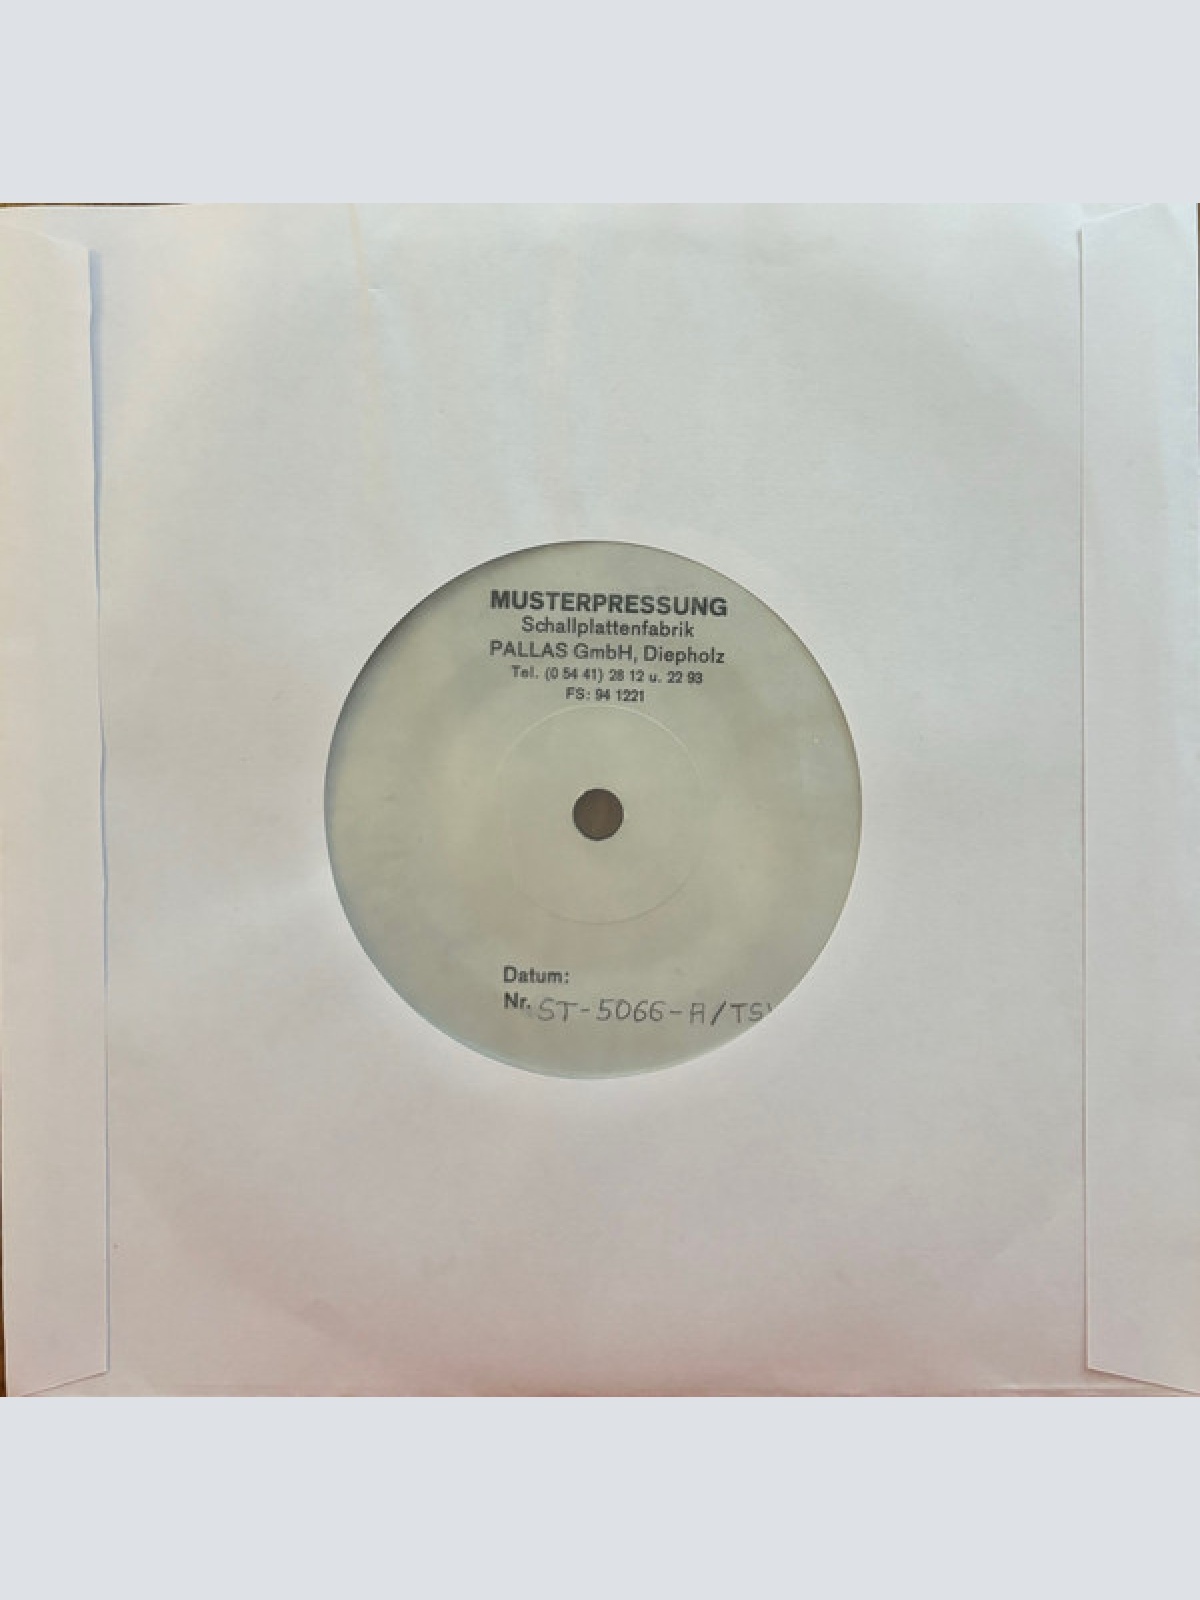 MUSTERPRESSUNG
Schallplattenfabrik
PALLAS GmbH, Diepholz
Tel. (0 54 41) 28 12 u. 22 93
FS: 94 1221
Datum:
Nr. ST-5066-A/TS